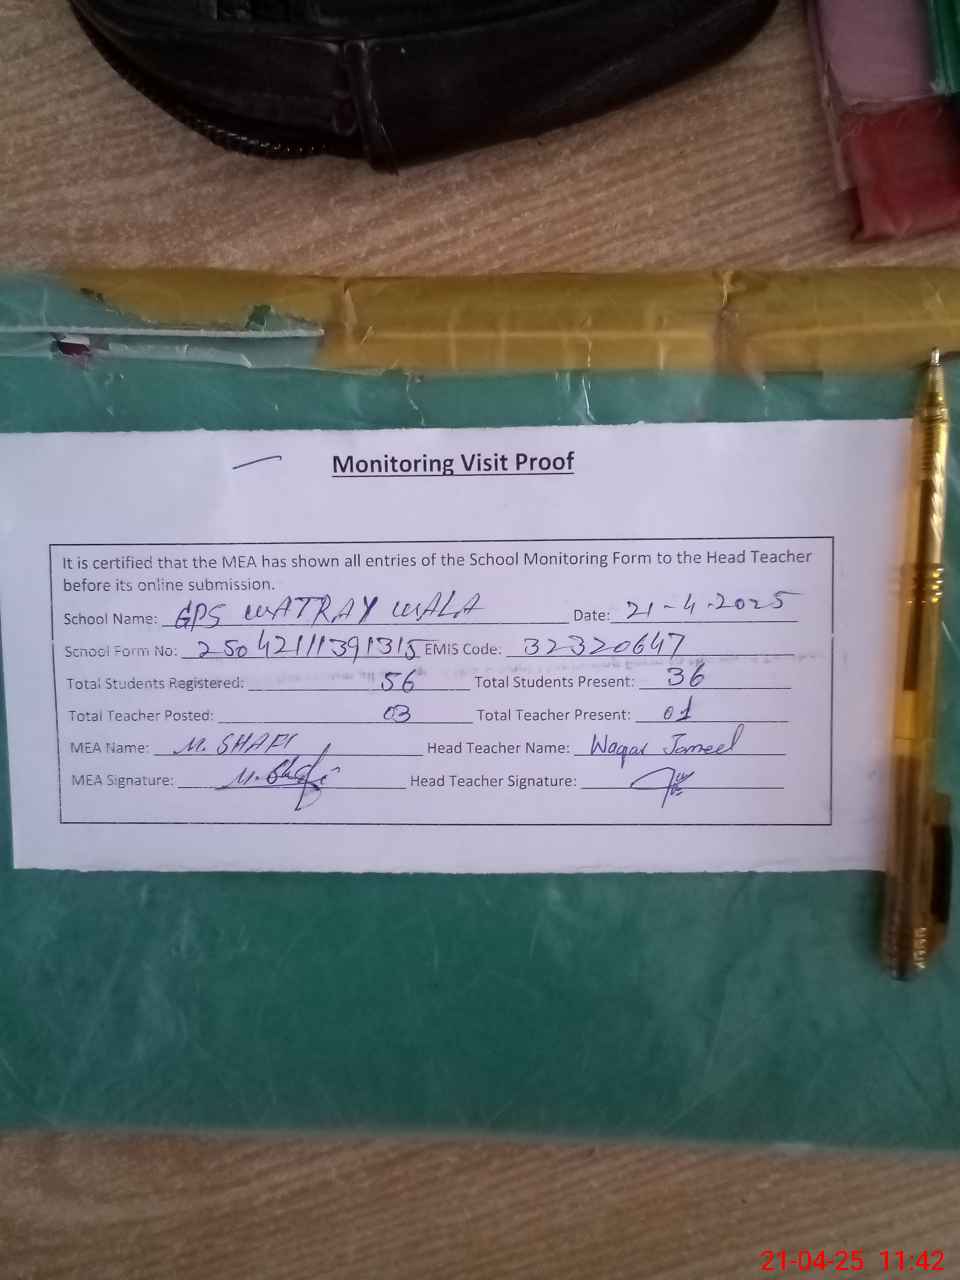 Monitoring Visit Proof
It is certified that the MEA has shown all entries of the School Monitoring Form to the Head Teacher
before its online submission.
School Name: GPS WATRAY WALA Date: 21-4-2025
School Form No: 250421111391315 EMIS Code: 32320647
Total Students Registered: 56 Total Students Present: 36
Total Teacher Posted: 03 Total Teacher Present: 01
MEA Name: M. SHAFI Head Teacher Name: Waqar Jameel
MEA Signature: M. Shafi Head Teacher Signature:
21-04-25 11:42